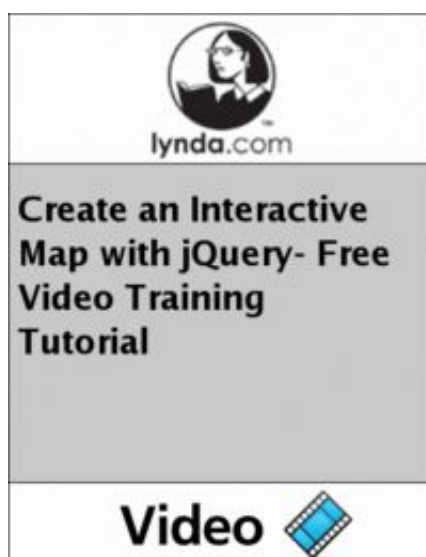 lynda.com
Create an Interactive
Map with jQuery- Free
Video Training
Tutorial
Video